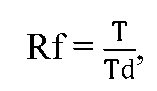 Rf = T/Td,